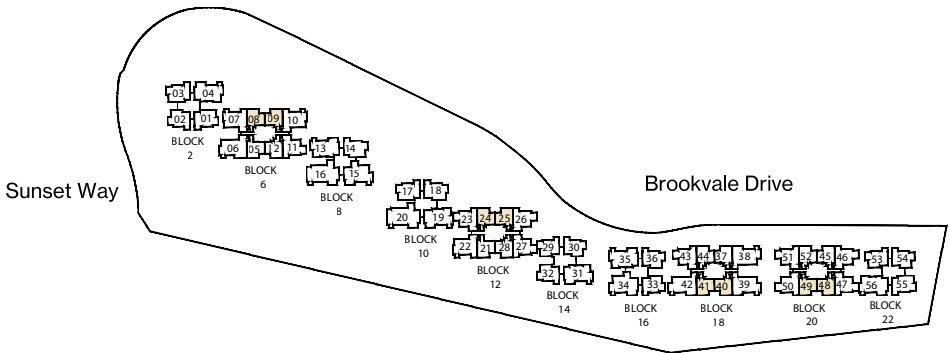 03 04
02 01
BLOCK
2
07 08 09 10
06 05 12 11
BLOCK
6
13 14
16 15
BLOCK
8
Sunset Way
Brookvale Drive
17 18
20 19
BLOCK
10
23 24 25 26
22 21 28 27
BLOCK
12
29 30
32 31
BLOCK
14
35 36
34 33
BLOCK
16
43 44 37 38
42 41 40 39
BLOCK
18
51 52 45 46
50 49 48 47
BLOCK
20
53 54
56 55
BLOCK
22